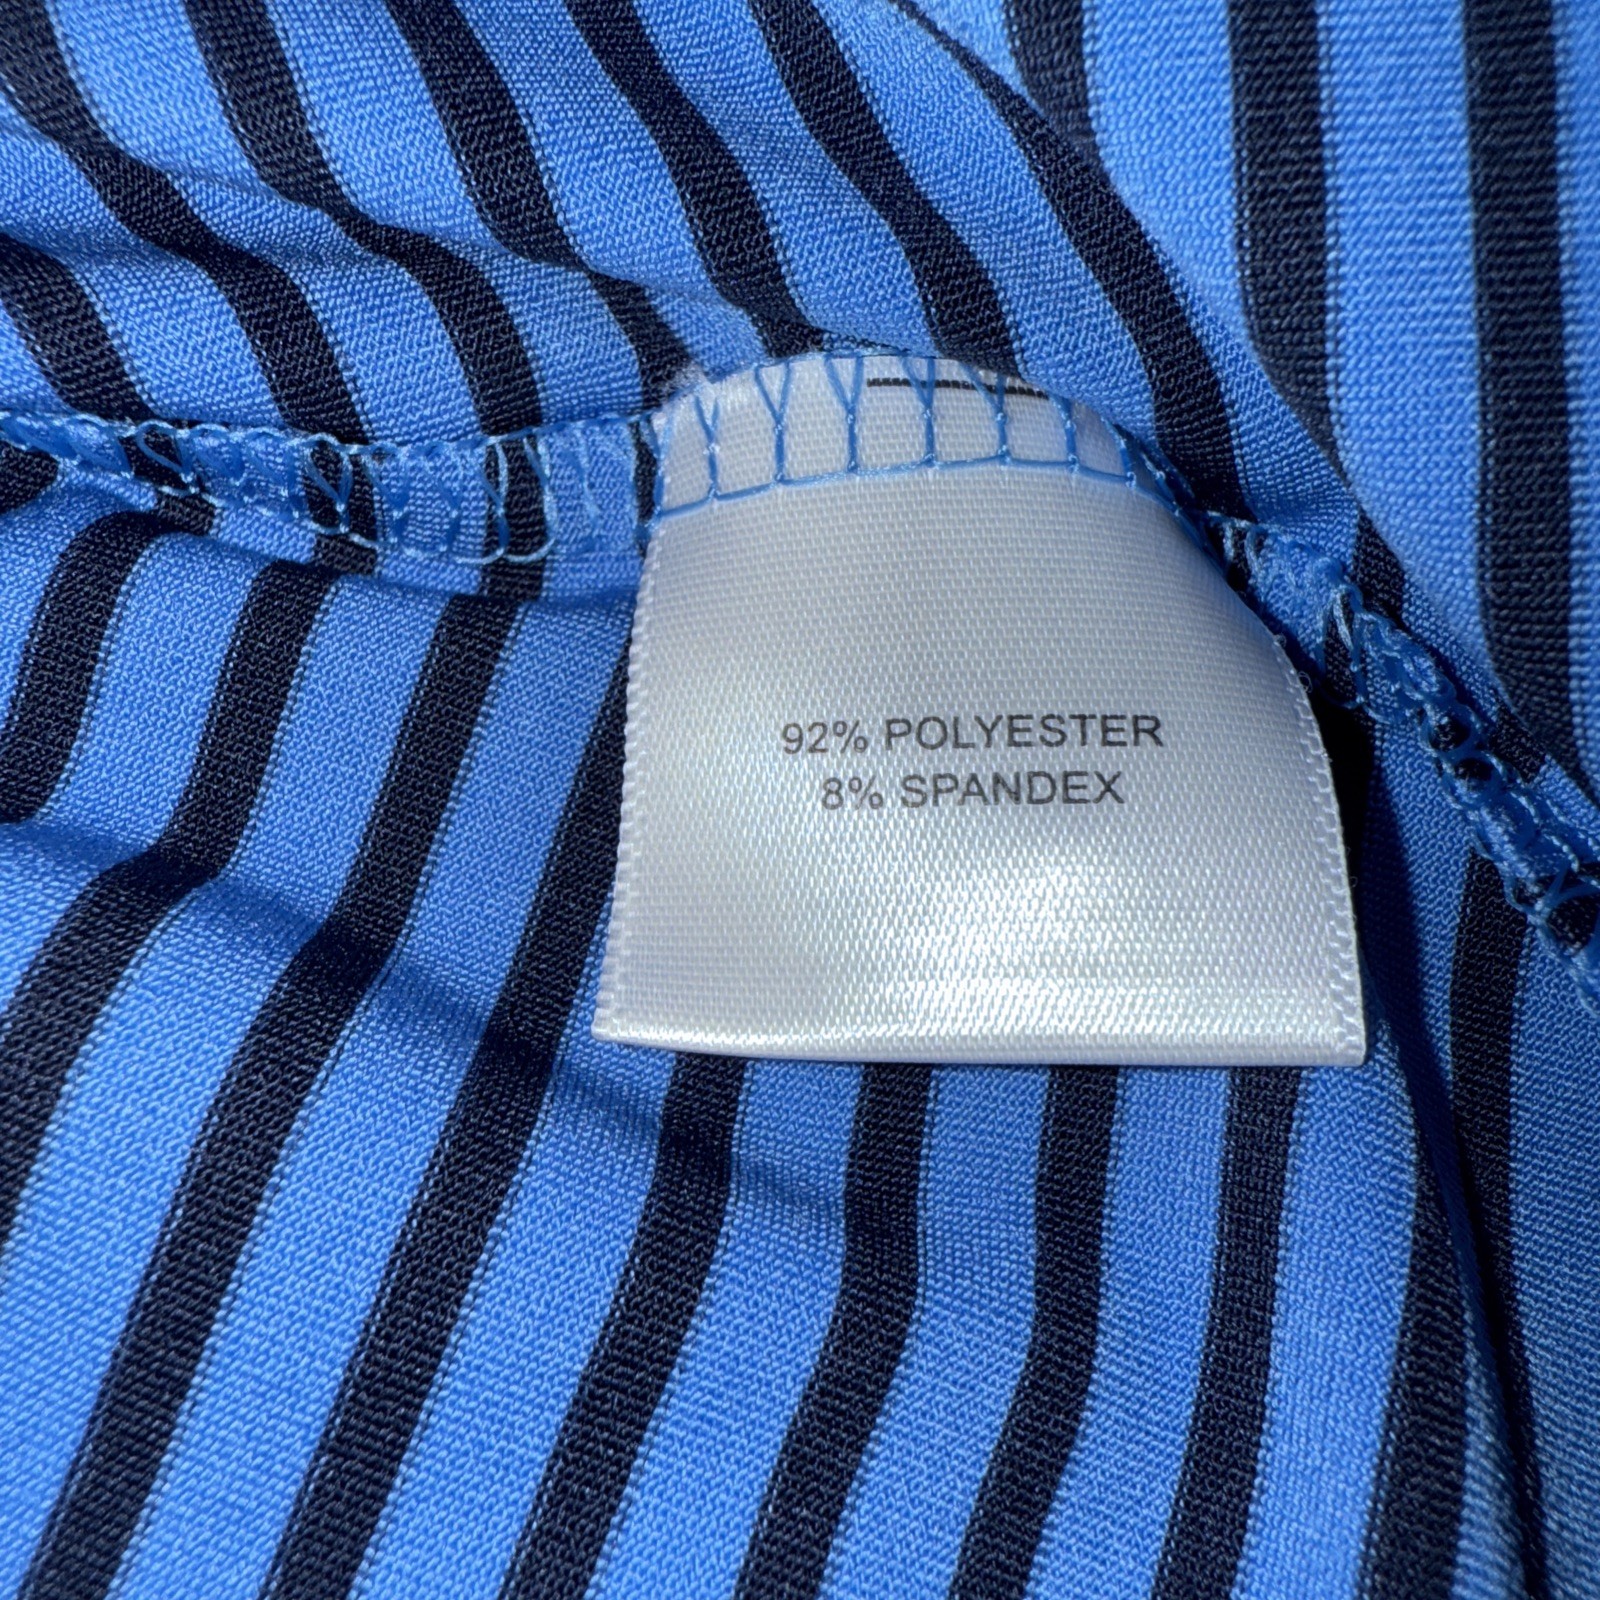 92% POLYESTER
8% SPANDEX